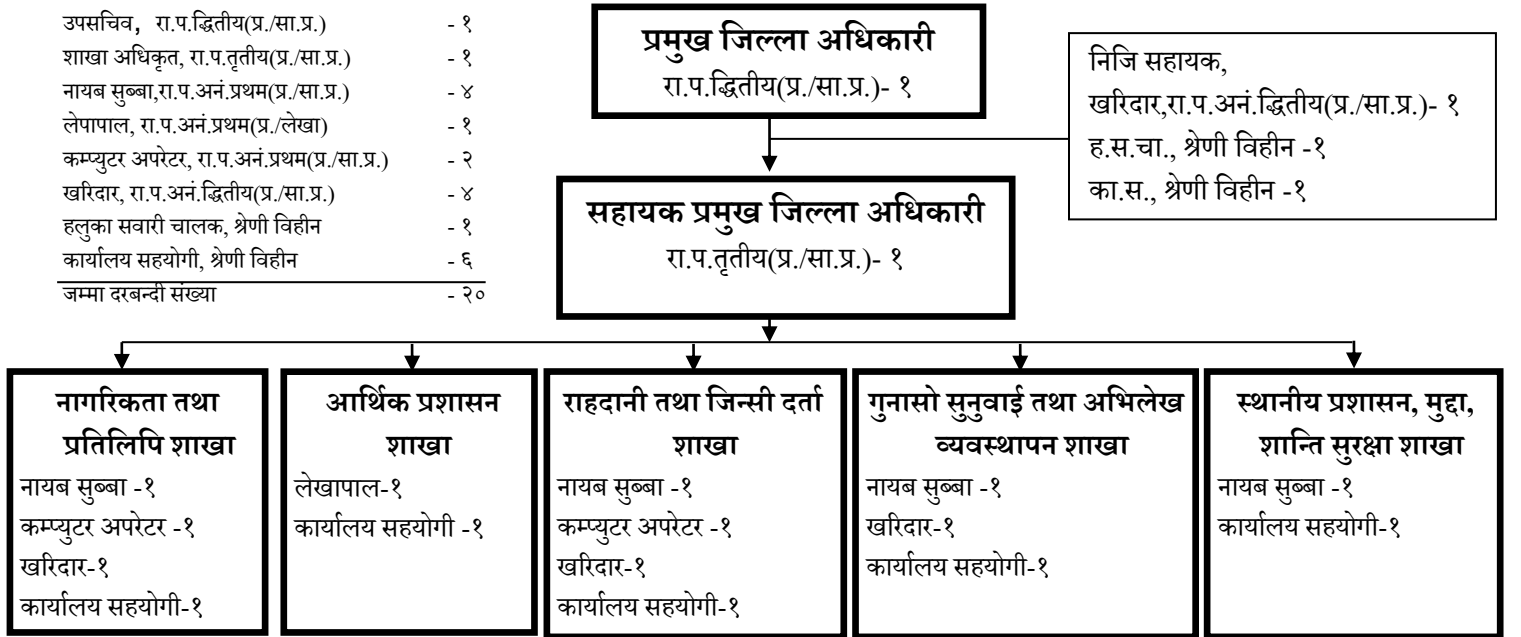 उपसचिव, रा.प.द्धितीय(प्र./सा.प्र.) - १
शाखा अधिकृत, रा.प.तृतीय(प्र./सा.प्र.) - १
नायब सुब्बा,रा.प.अनं.प्रथम(प्र./सा.प्र.) - ४
लेपापाल, रा.प.अनं.प्रथम(प्र./लेखा) - १
कम्प्युटर अपरेटर, रा.प.अनं.प्रथम(प्र./सा.प्र.) - २
खरिदार, रा.प.अनं.द्धितीय(प्र./सा.प्र.) - ४
हलुका सवारी चालक, श्रेणी विहीन - १
कार्यालय सहयोगी, श्रेणी विहीन - ६
जम्मा दरबन्दी संख्या - २०
प्रमुख जिल्ला अधिकारी
रा.प.द्धितीय(प्र./सा.प्र.)- १
निजि सहायक,
खरिदार,रा.प.अनं.द्धितीय(प्र./सा.प्र.)- १
ह.स.चा., श्रेणी विहीन -१
का.स., श्रेणी विहीन -१
सहायक प्रमुख जिल्ला अधिकारी
रा.प.तृतीय(प्र./सा.प्र.)- १
नागरिकता तथा
प्रतिलिपि शाखा
नायब सुब्बा -१
कम्प्युटर अपरेटर -१
खरिदार-१
कार्यालय सहयोगी-१
आर्थिक प्रशासन
शाखा
लेखापाल-१
कार्यालय सहयोगी -१
राहदानी तथा जिन्सी दर्ता
शाखा
नायब सुब्बा -१
कम्प्युटर अपरेटर -१
खरिदार-१
कार्यालय सहयोगी-१
गुनासो सुनुवाई तथा अभिलेख
व्यवस्थापन शाखा
नायब सुब्बा -१
खरिदार-१
कार्यालय सहयोगी-१
स्थानीय प्रशासन, मुद्दा,
शान्ति सुरक्षा शाखा
नायब सुब्बा -१
कार्यालय सहयोगी-१